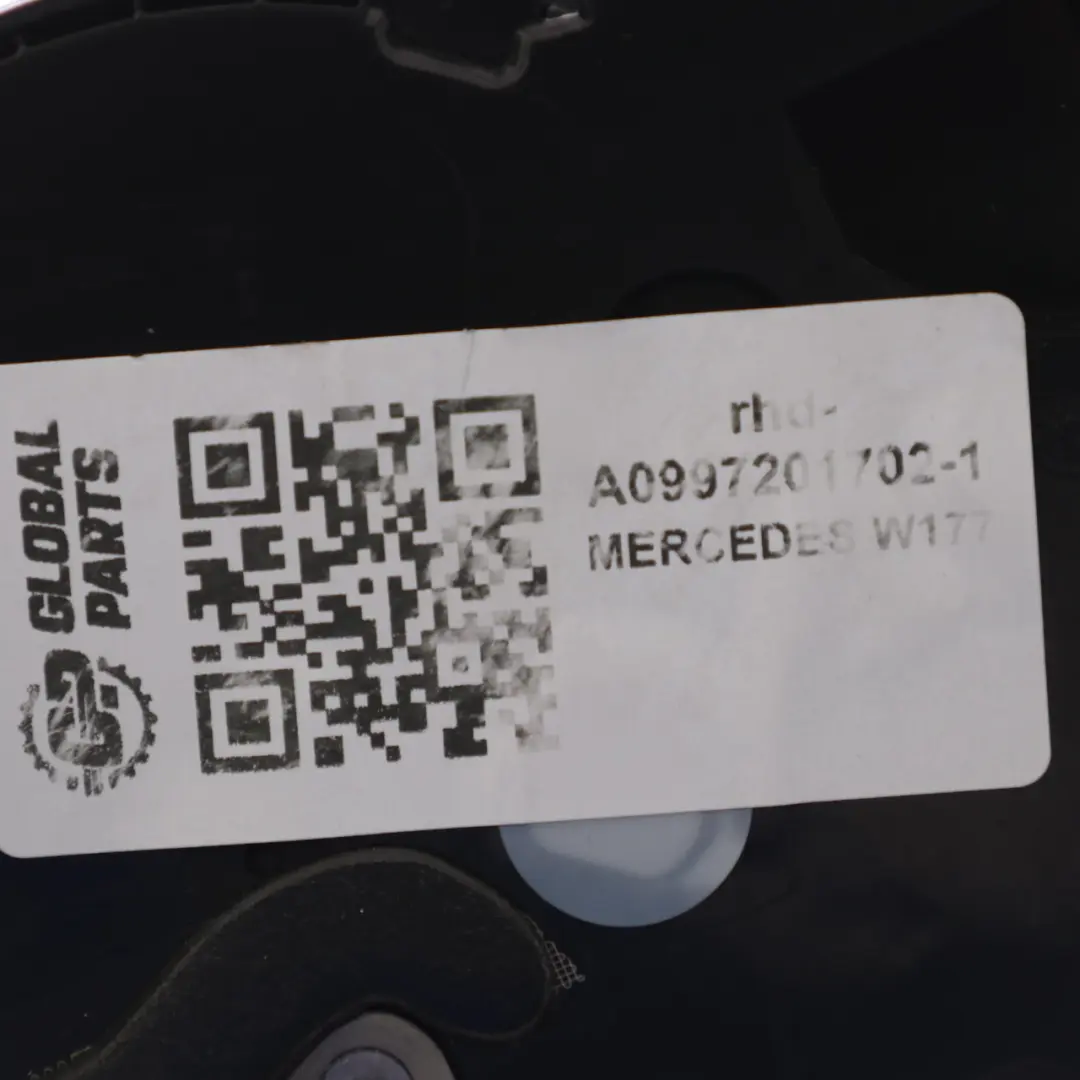 GLOBAL
PARTS
rhd-
A0997201702-1
MERCEDES W177